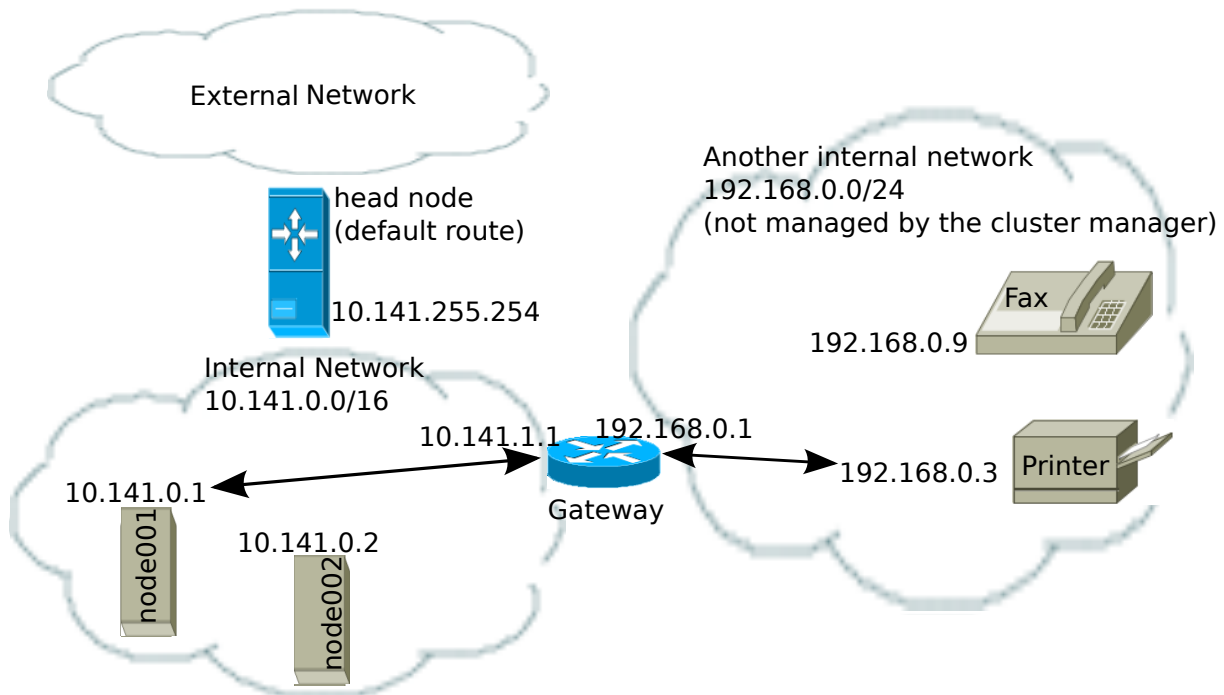 External Network
head node
(default route)
10.141.255.254
Another internal network
192.168.0.0/24
(not managed by the cluster manager)
Fax
192.168.0.9
Internal Network
10.141.0.0/16
10.141.1.1
192.168.0.1
Gateway
192.168.0.3
Printer
10.141.0.1
node001
10.141.0.2
node002